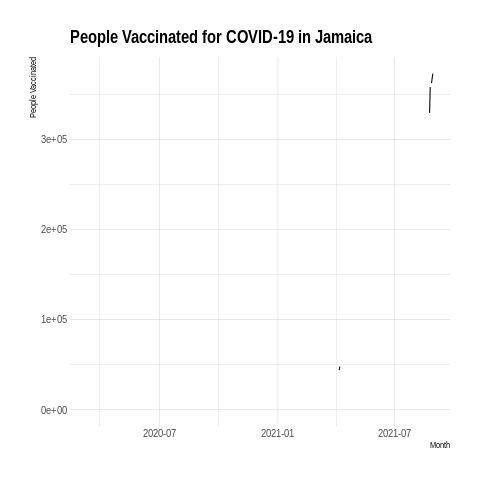 People Vaccinated for COVID-19 in Jamaica
People Vaccinated
3e+05
2e+05
1e+05
0e+00
2020-07
2021-01
2021-07
Month